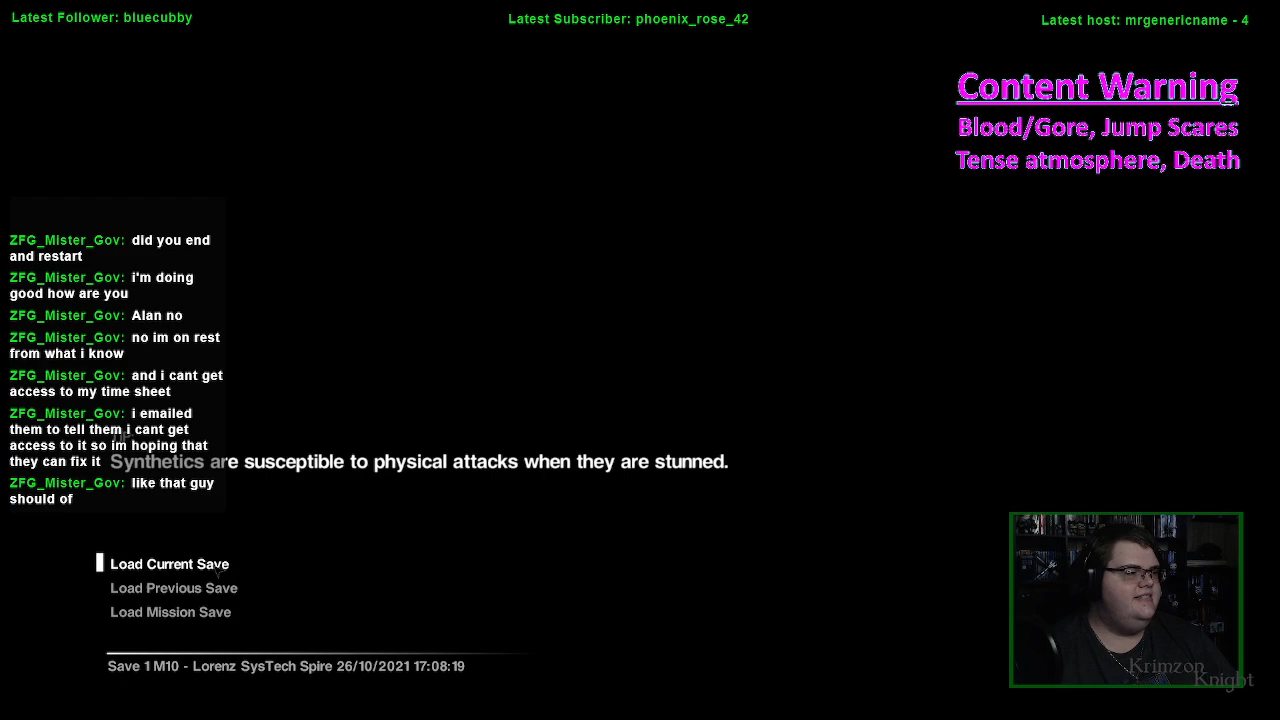 Latest Follower: bluecubby
Latest Subscriber: phoenix_rose_42
Latest host: mrgenericname - 4
Content Warning
Blood/Gore, Jump Scares
Tense atmosphere, Death
ZFG_Mister_Gov: did you end
and restart
ZFG_Mister_Gov: i'm doing
good how are you
ZFG_Mister_Gov: Alan no
ZFG_Mister_Gov: no im on rest
from what i know
ZFG_Mister_Gov: and i cant get
access to my time sheet
ZFG_Mister_Gov: i emailed
them to tell them i cant get
access to it so im hoping that
they can fix it
ZFG_Mister_Gov: like that guy
should of
TIP:
Synthetics are susceptible to physical attacks when they are stunned.
Load Current Save
Load Previous Save
Load Mission Save
Save 1 M10 - Lorenz SysTech Spire 26/10/2021 17:08:19
Krimzon
Knight